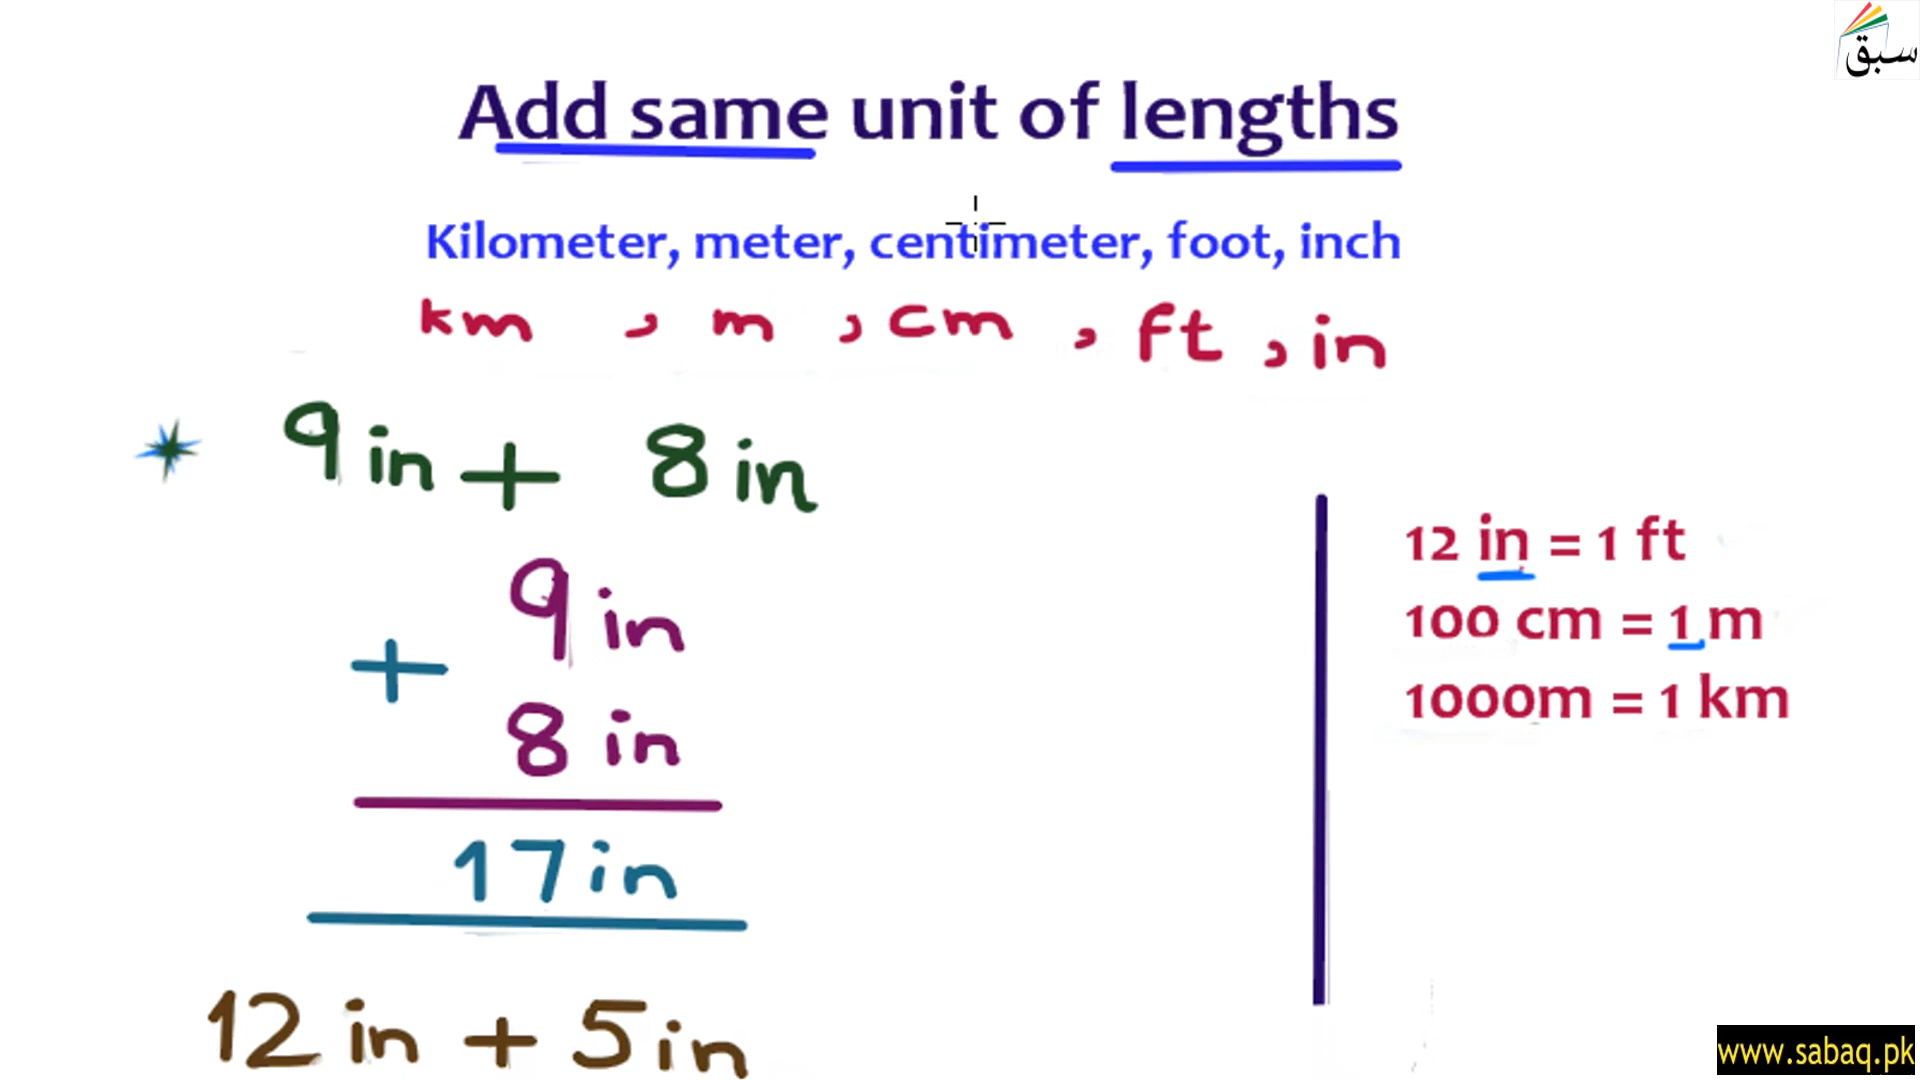 سبق
Add same unit of lengths
Kilometer, meter, centimeter, foot, inch
km , m , cm , ft , in
9 in + 8 in
9 in
+
8 in
17 in
12 in + 5 in
12 in = 1 ft
100 cm = 1 m
1000m = 1 km
www.sabaq.pk